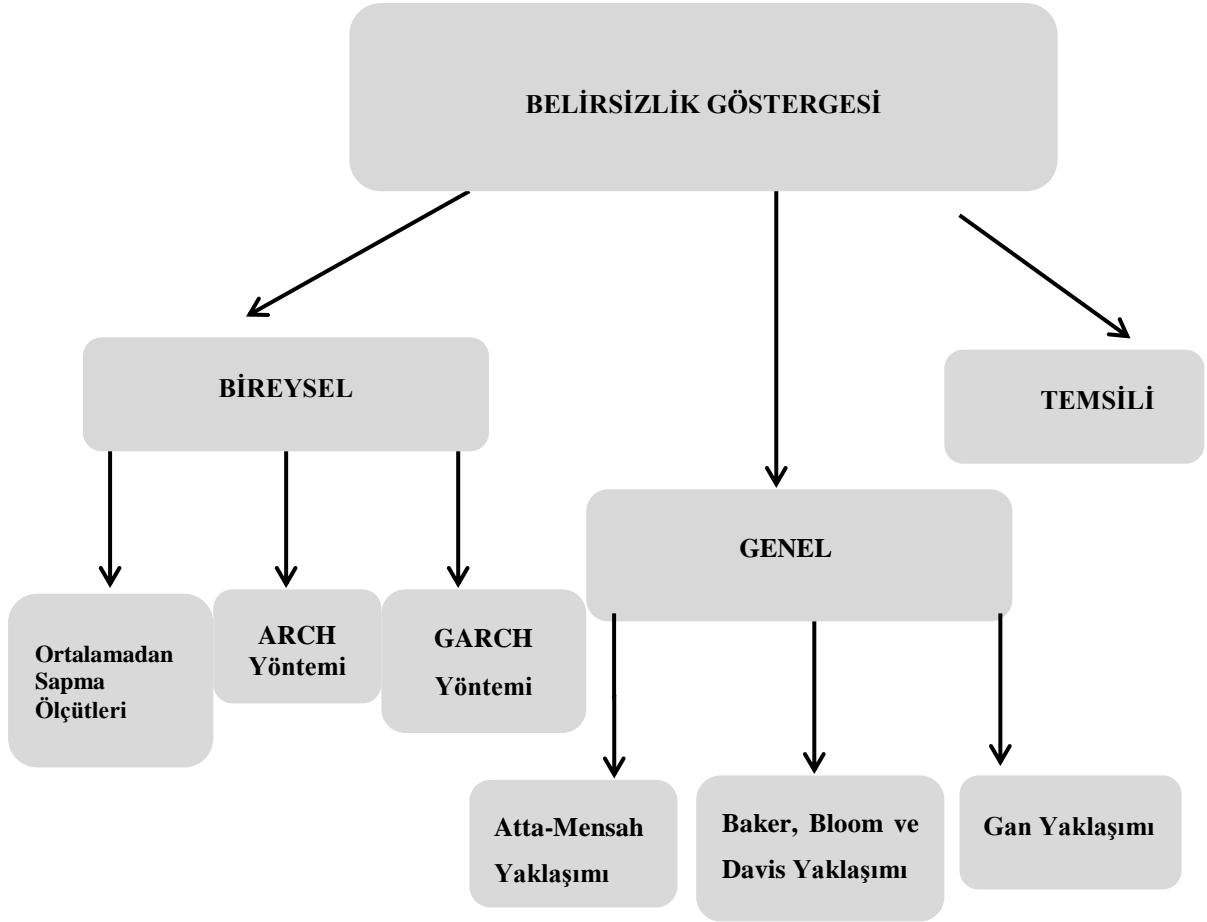 BELİRSİZLİK GÖSTERGESİ
BİREYSEL
TEMSİLİ
GENEL
Ortalamadan
Sapma
Ölçütleri
ARCH
Yöntemi
GARCH
Yöntemi
Atta-Mensah
Yaklaşımı
Baker, Bloom ve
Davis Yaklaşımı
Gan Yaklaşımı